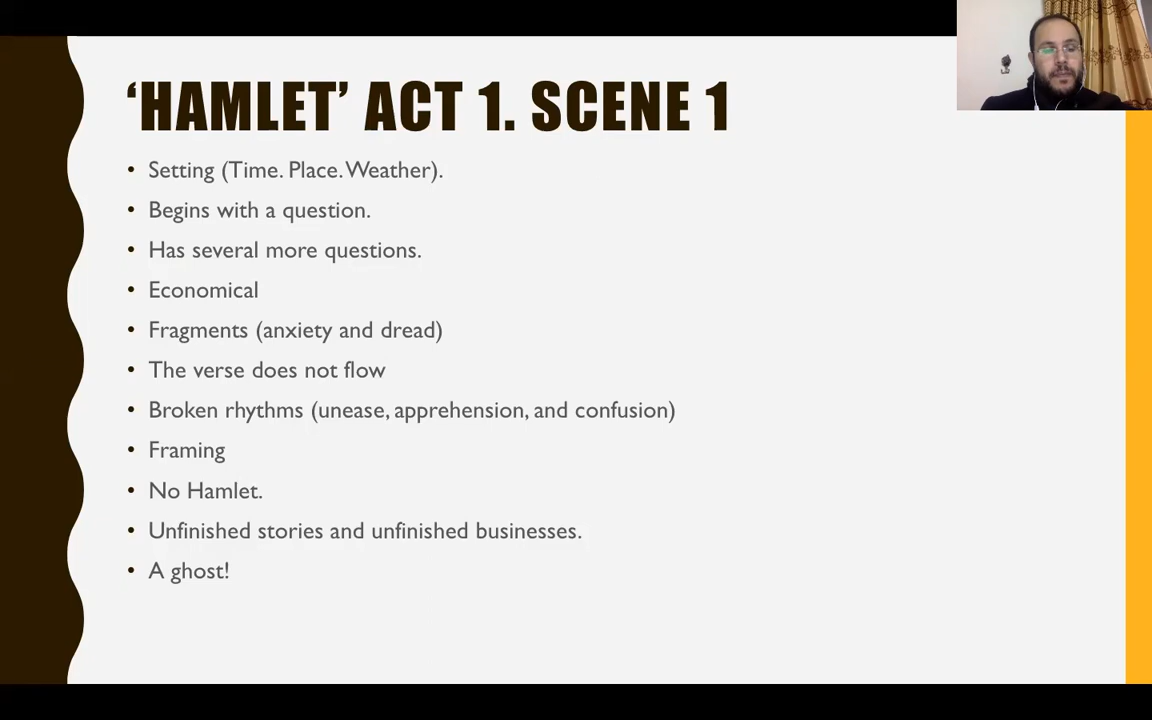 ‘HAMLET’ ACT 1. SCENE 1
• Setting (Time. Place. Weather).
• Begins with a question.
• Has several more questions.
• Economical
• Fragments (anxiety and dread)
• The verse does not flow
• Broken rhythms (unease, apprehension, and confusion)
• Framing
• No Hamlet.
• Unfinished stories and unfinished businesses.
• A ghost!